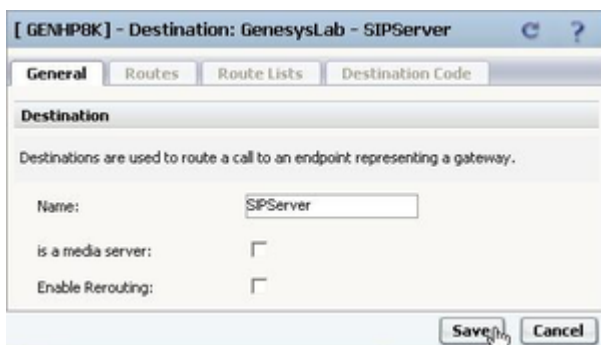 [ GENHP8K] - Destination: GenesysLab - SIPServer
General Routes Route Lists Destination Code
Destination
Destinations are used to route a call to an endpoint representing a gateway.
Name: SIPServer
is a media server:
Enable Rerouting:
Save Cancel